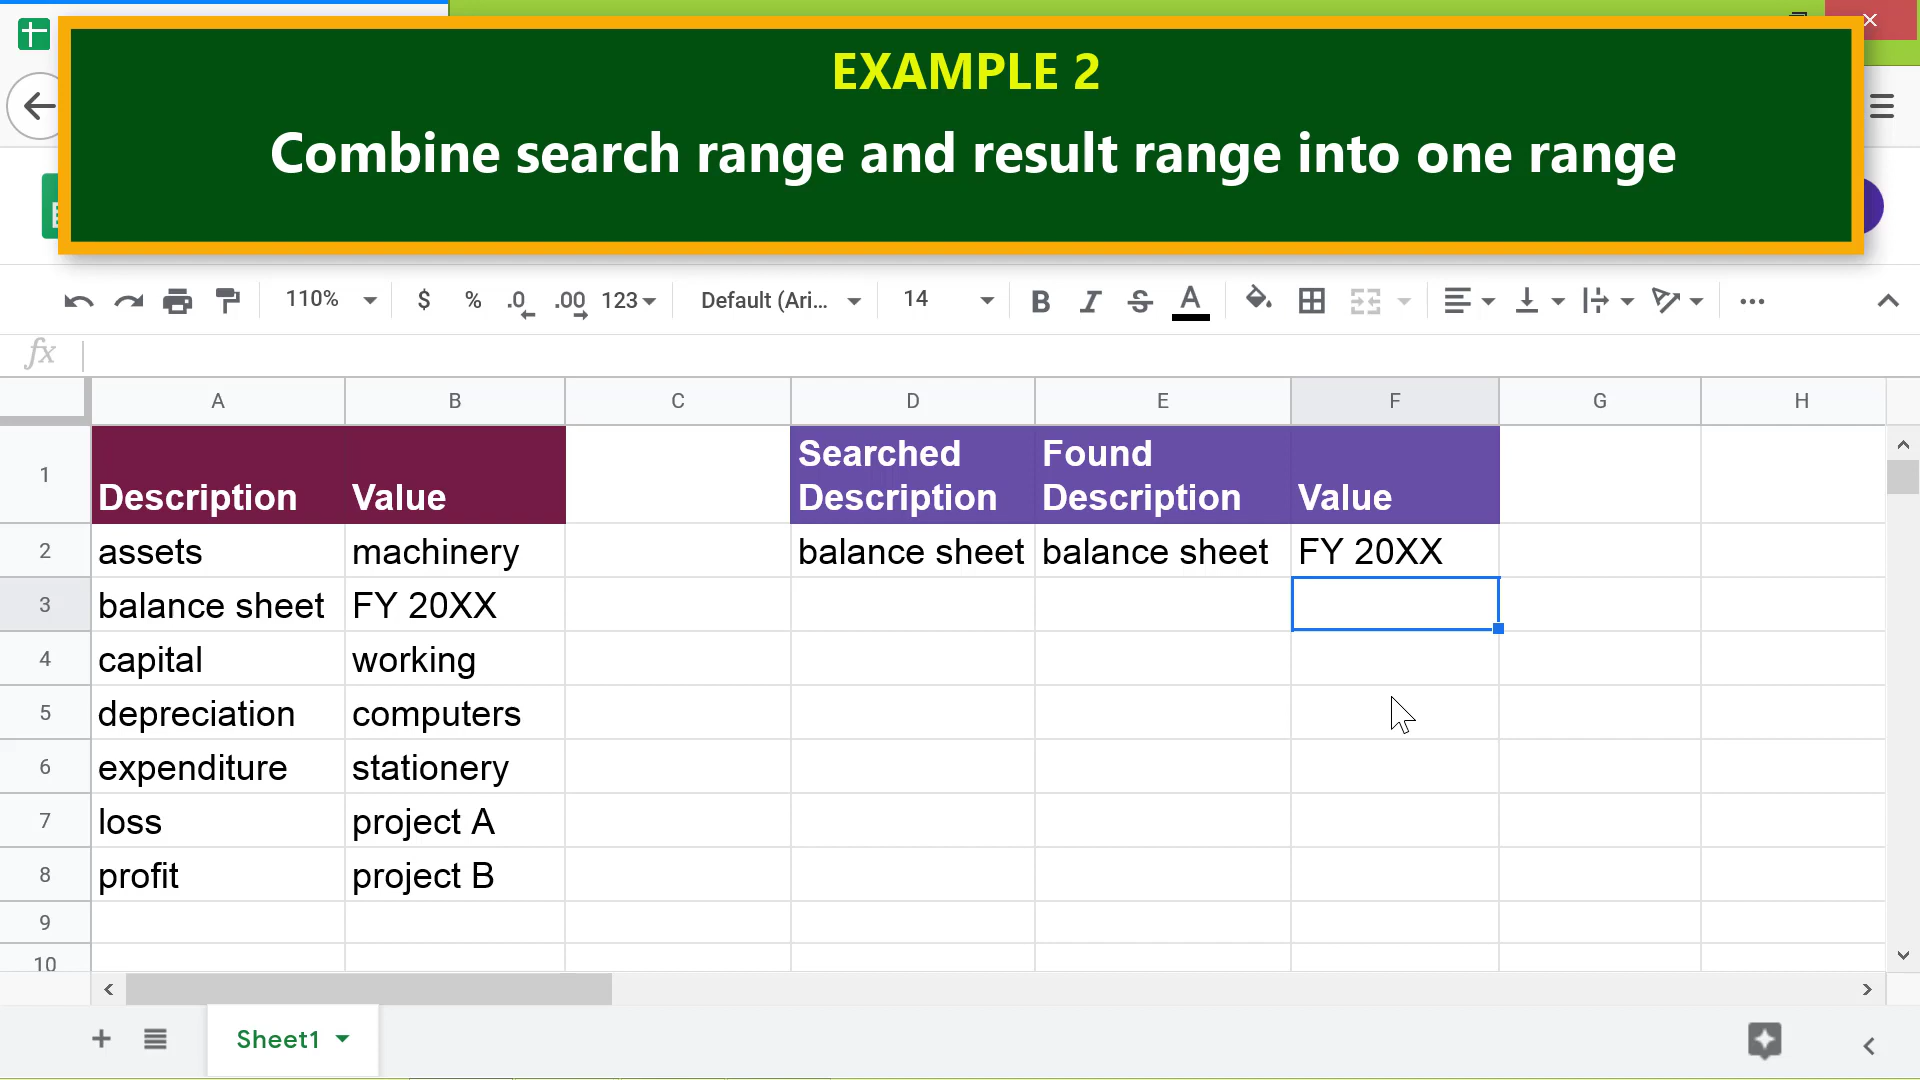 EXAMPLE 2
Combine search range and result range into one range
110% $ % .0 .00 123 Default (Ari... 14 B I S A ...
fx
A B C D E F G H
1 Description Value Searched Description Found Description Value
2 assets machinery balance sheet balance sheet FY 20XX
3 balance sheet FY 20XX
4 capital working
5 depreciation computers
6 expenditure stationery
7 loss project A
8 profit project B
9
10
Sheet1